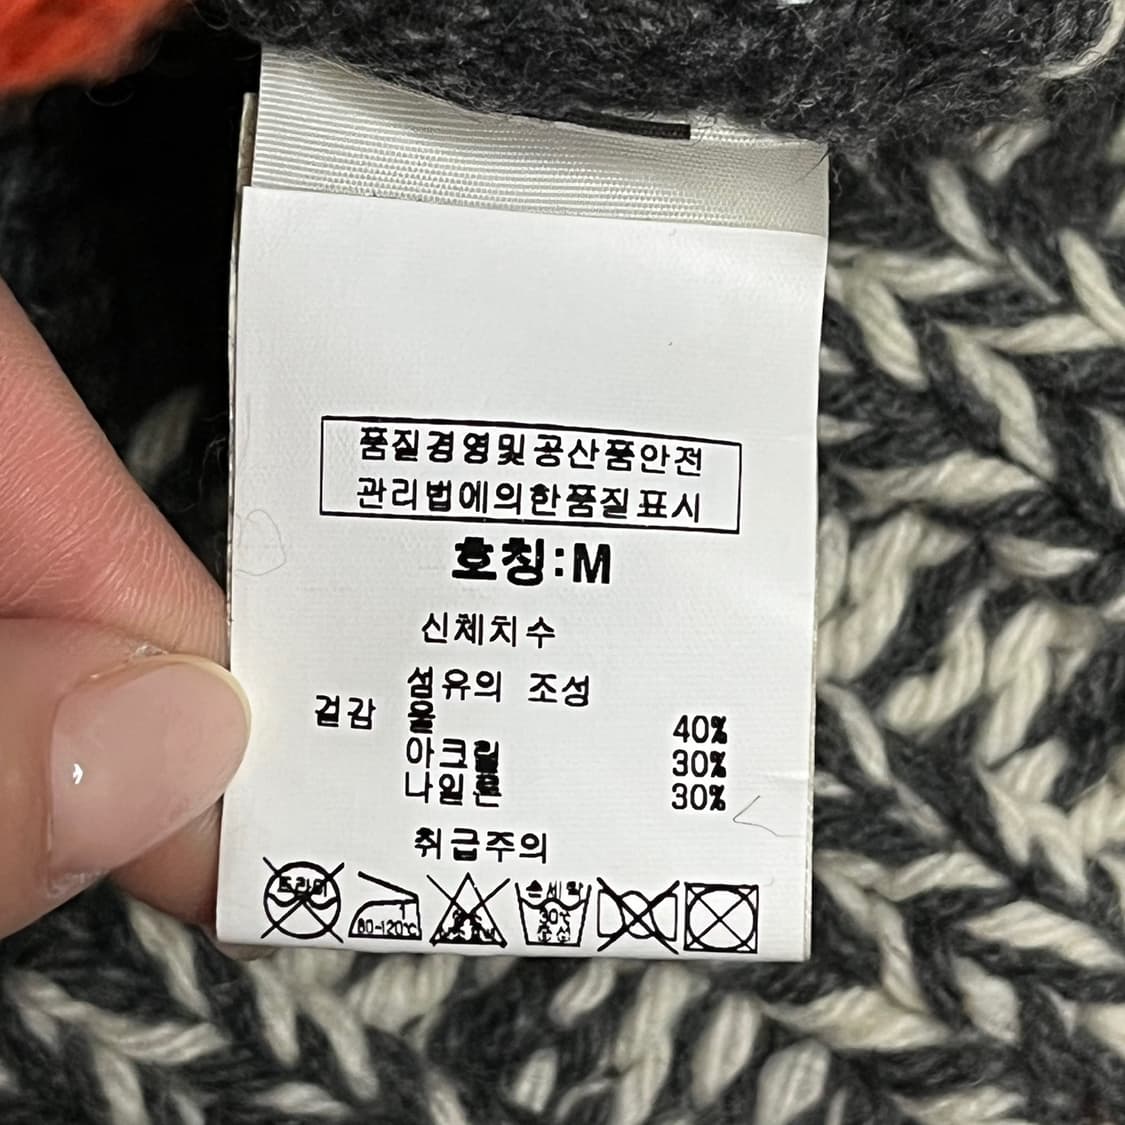 품질경영및공산품안전
관리법에의한품질표시
호칭:M
신체치수
섬유의 조성
겉감 울 40%
아크릴 30%
나일론 30%
취급주의
드라이
80-120℃
손세탁
30℃
중성